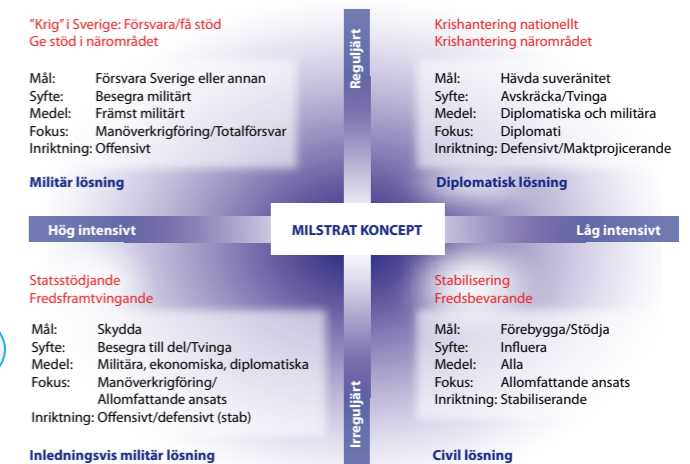 "Krig" i Sverige: Försvara/få stöd
Ge stöd i närområdet
Mål: Försvara Sverige eller annan
Syfte: Besegra militärt
Medel: Främst militärt
Fokus: Manöverkrigföring/Totalförsvar
Inriktning: Offensivt
Militär lösning
Reguljärt
Krishantering nationellt
Krishantering närområdet
Mål: Hävda suveränitet
Syfte: Avskräcka/Tvinga
Medel: Diplomatiska och militära
Fokus: Diplomati
Inriktning: Defensivt/Maktprojicerande
Diplomatisk lösning
Hög intensivt
MILSTRAT KONCEPT
Låg intensivt
Statsstödjande
Fredsframtvingande
Mål: Skydda
Syfte: Besegra till del/Tvinga
Medel: Militära, ekonomiska, diplomatiska
Fokus: Manöverkrigföring/
Allomfattande ansats
Inriktning: Offensivt/defensivt (stab)
Inledningsvis militär lösning
Irreguljärt
Stabilisering
Fredsbevarande
Mål: Förebygga/Stödja
Syfte: Influera
Medel: Alla
Fokus: Allomfattande ansats
Inriktning: Stabiliserande
Civil lösning